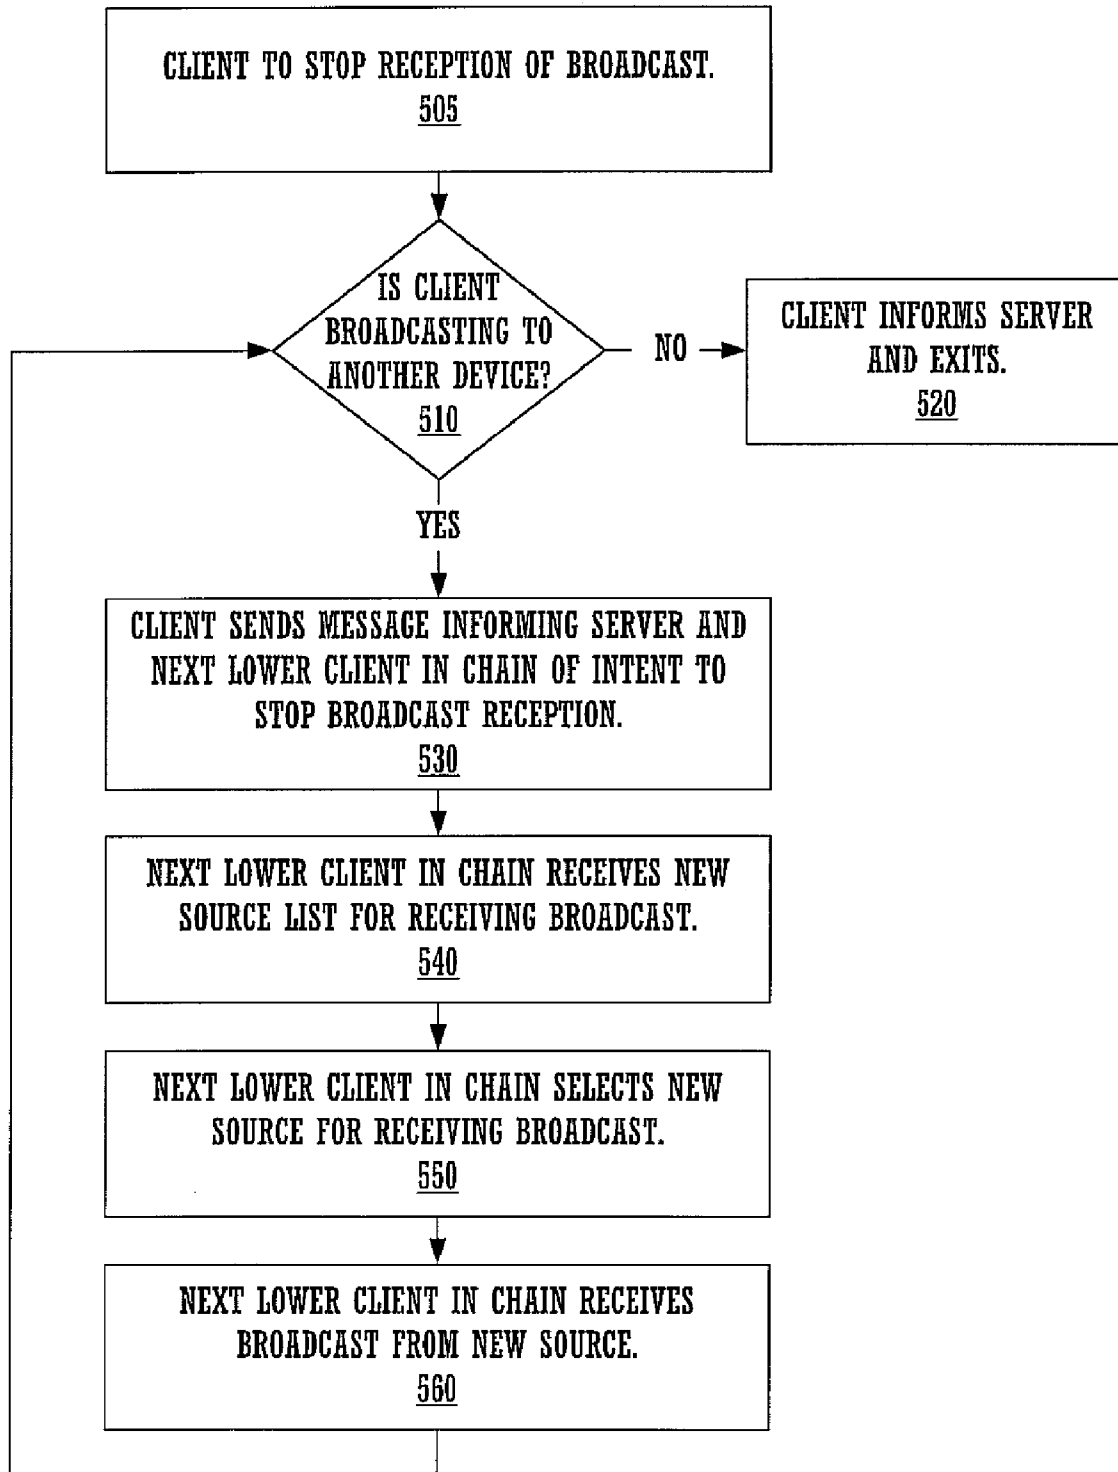 CLIENT TO STOP RECEPTION OF BROADCAST.
505
IS CLIENT
BROADCASTING TO
ANOTHER DEVICE?
510
NO
CLIENT INFORMS SERVER
AND EXITS.
520
YES
CLIENT SENDS MESSAGE INFORMING SERVER AND
NEXT LOWER CLIENT IN CHAIN OF INTENT TO
STOP BROADCAST RECEPTION.
530
NEXT LOWER CLIENT IN CHAIN RECEIVES NEW
SOURCE LIST FOR RECEIVING BROADCAST.
540
NEXT LOWER CLIENT IN CHAIN SELECTS NEW
SOURCE FOR RECEIVING BROADCAST.
550
NEXT LOWER CLIENT IN CHAIN RECEIVES
BROADCAST FROM NEW SOURCE.
560